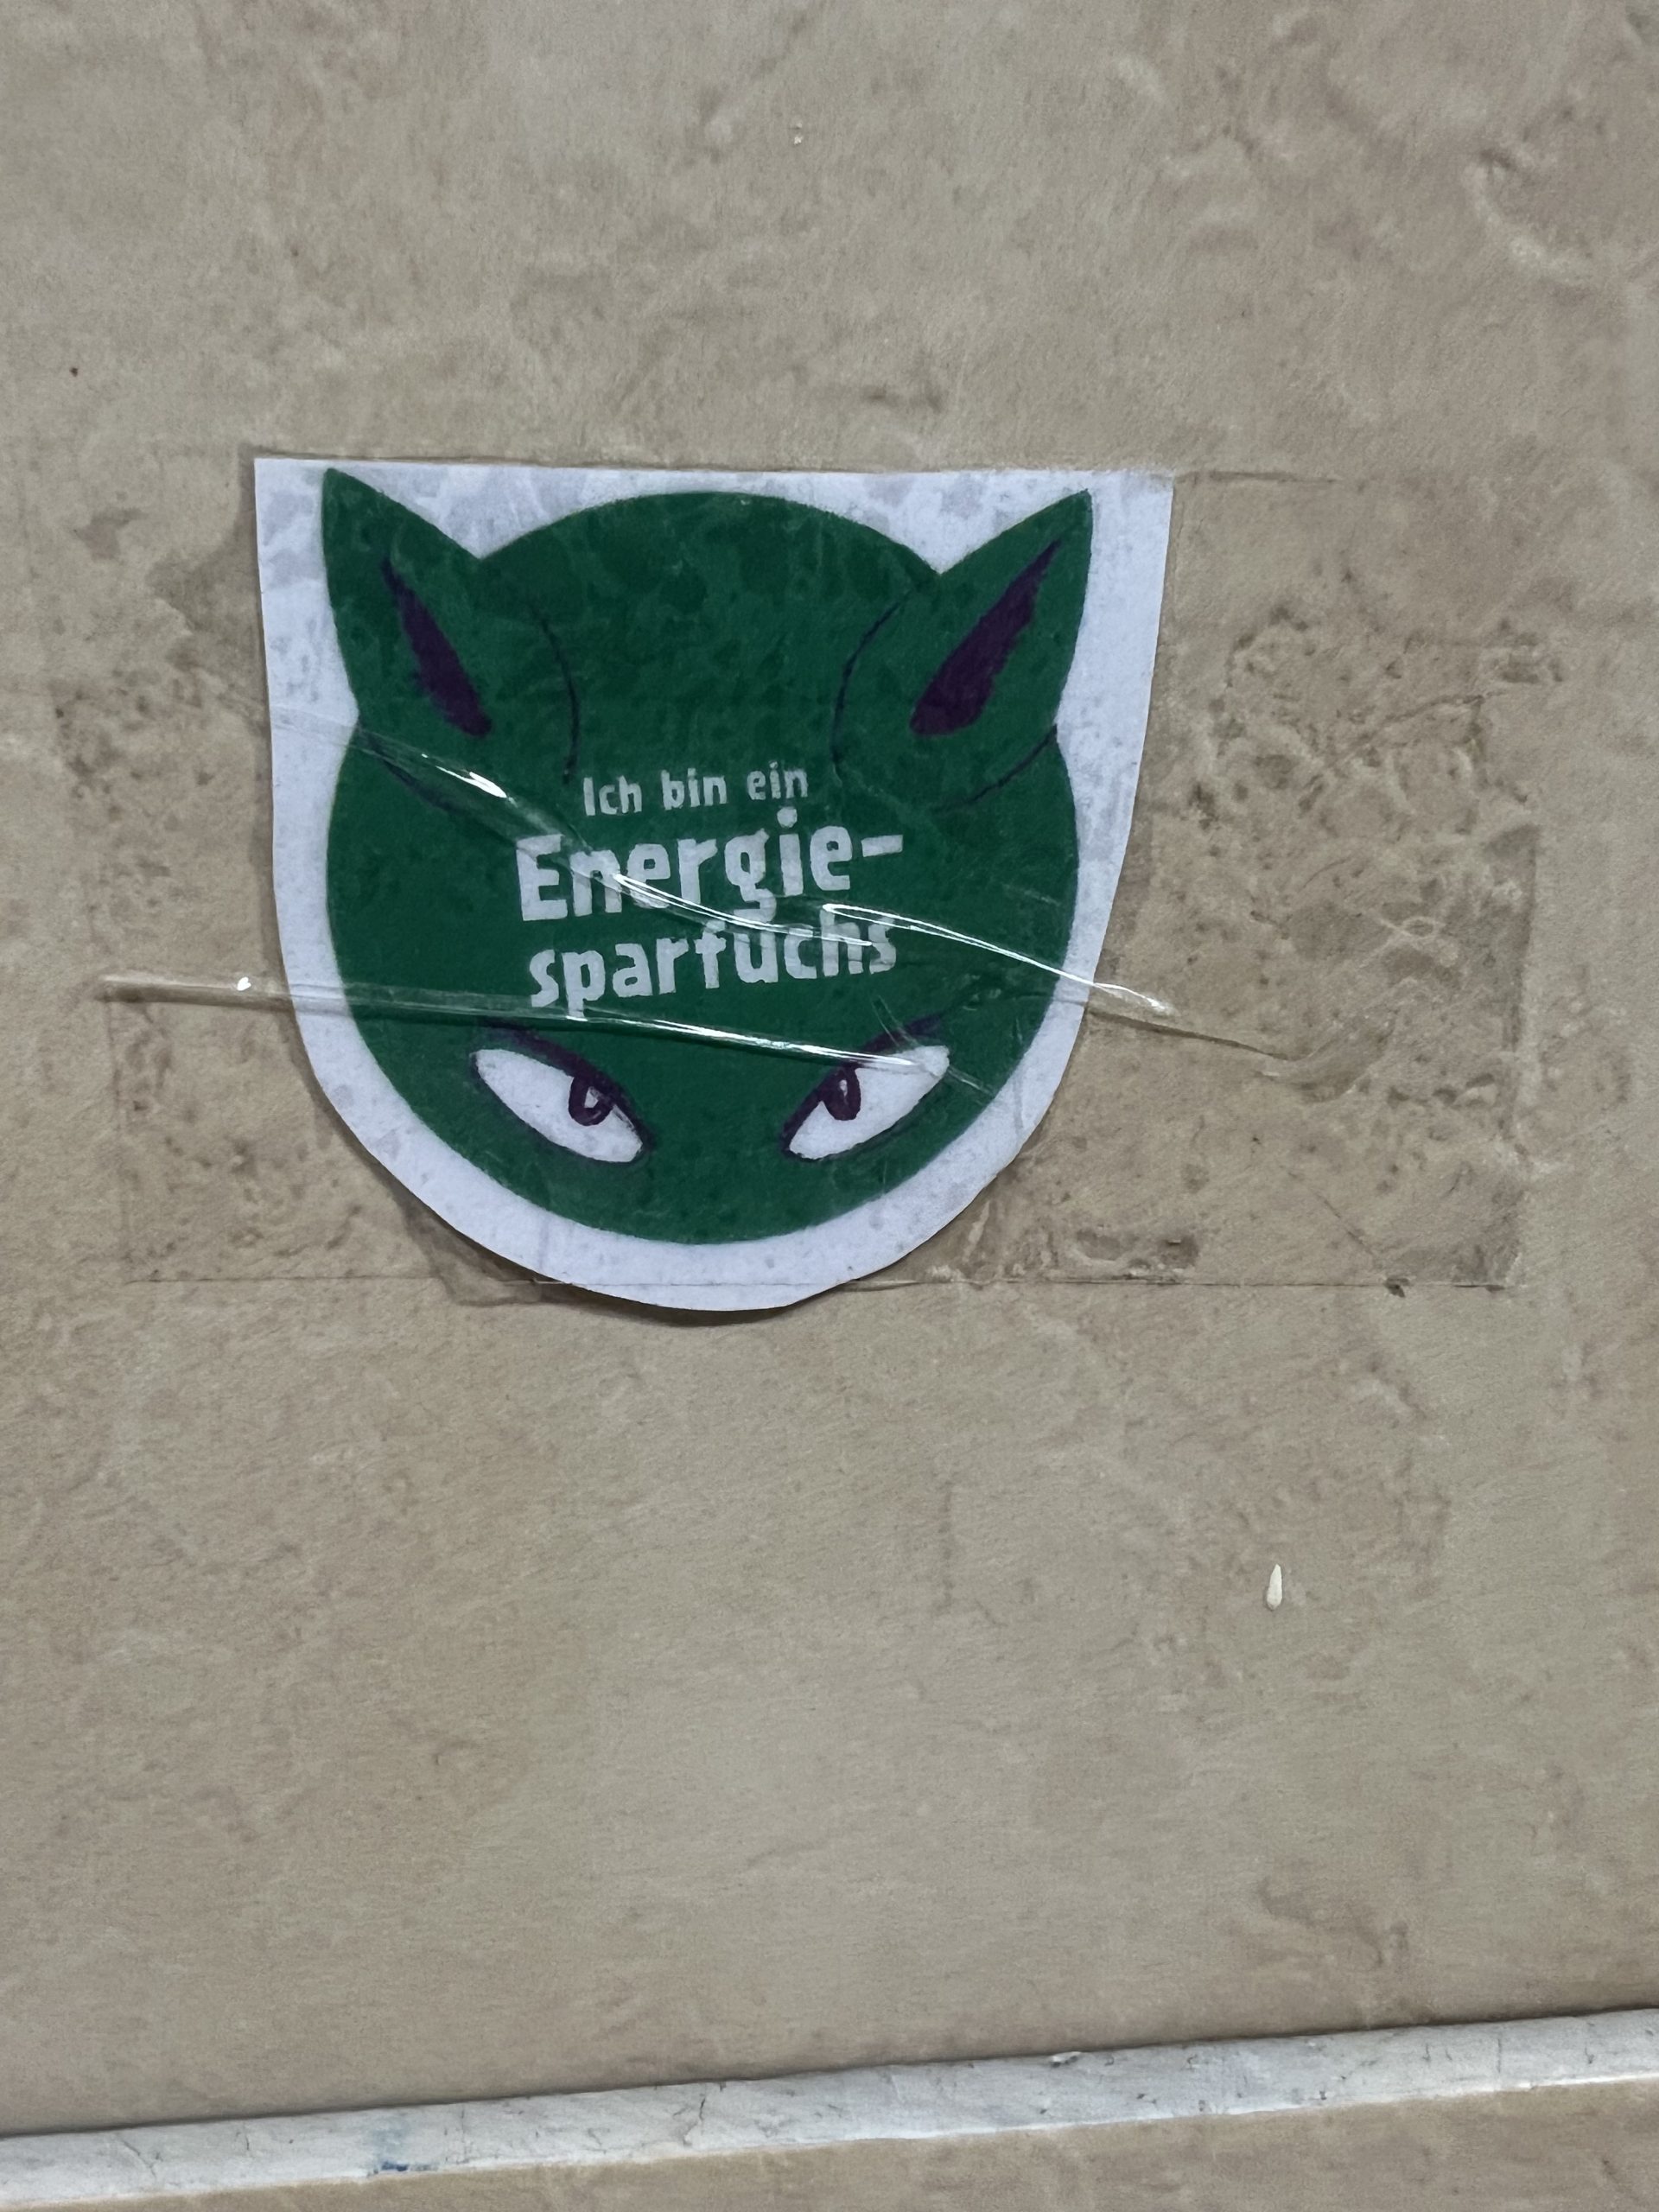 Ich bin ein
Energie-
sparfuchs